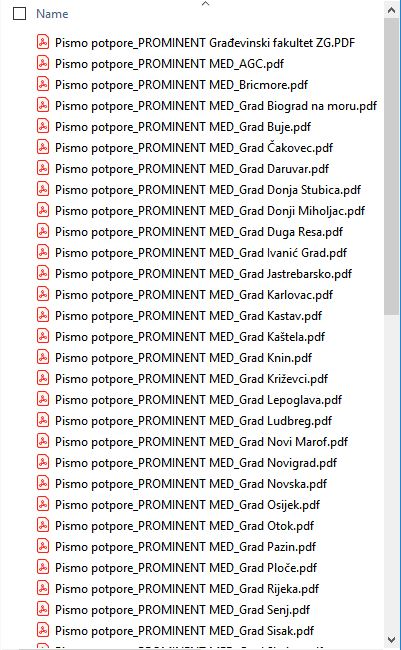 Name
Pismo potpore_PROMINENT Građevinski fakultet ZG.PDF
Pismo potpore_PROMINENT MED_AGC.pdf
Pismo potpore_PROMINENT MED_Bricmore.pdf
Pismo potpore_PROMINENT MED_Grad Biograd na moru.pdf
Pismo potpore_PROMINENT MED_Grad Buje.pdf
Pismo potpore_PROMINENT MED_Grad Čakovec.pdf
Pismo potpore_PROMINENT MED_Grad Daruvar.pdf
Pismo potpore_PROMINENT MED_Grad Donja Stubica.pdf
Pismo potpore_PROMINENT MED_Grad Donji Miholjac.pdf
Pismo potpore_PROMINENT MED_Grad Duga Resa.pdf
Pismo potpore_PROMINENT MED_Grad Ivanić Grad.pdf
Pismo potpore_PROMINENT MED_Grad Jastrebarsko.pdf
Pismo potpore_PROMINENT MED_Grad Karlovac.pdf
Pismo potpore_PROMINENT MED_Grad Kastav.pdf
Pismo potpore_PROMINENT MED_Grad Kaštela.pdf
Pismo potpore_PROMINENT MED_Grad Knin.pdf
Pismo potpore_PROMINENT MED_Grad Križevci.pdf
Pismo potpore_PROMINENT MED_Grad Lepoglava.pdf
Pismo potpore_PROMINENT MED_Grad Ludbreg.pdf
Pismo potpore_PROMINENT MED_Grad Novi Marof.pdf
Pismo potpore_PROMINENT MED_Grad Novigrad.pdf
Pismo potpore_PROMINENT MED_Grad Novska.pdf
Pismo potpore_PROMINENT MED_Grad Osijek.pdf
Pismo potpore_PROMINENT MED_Grad Otok.pdf
Pismo potpore_PROMINENT MED_Grad Pazin.pdf
Pismo potpore_PROMINENT MED_Grad Ploče.pdf
Pismo potpore_PROMINENT MED_Grad Rijeka.pdf
Pismo potpore_PROMINENT MED_Grad Senj.pdf
Pismo potpore_PROMINENT MED_Grad Sisak.pdf